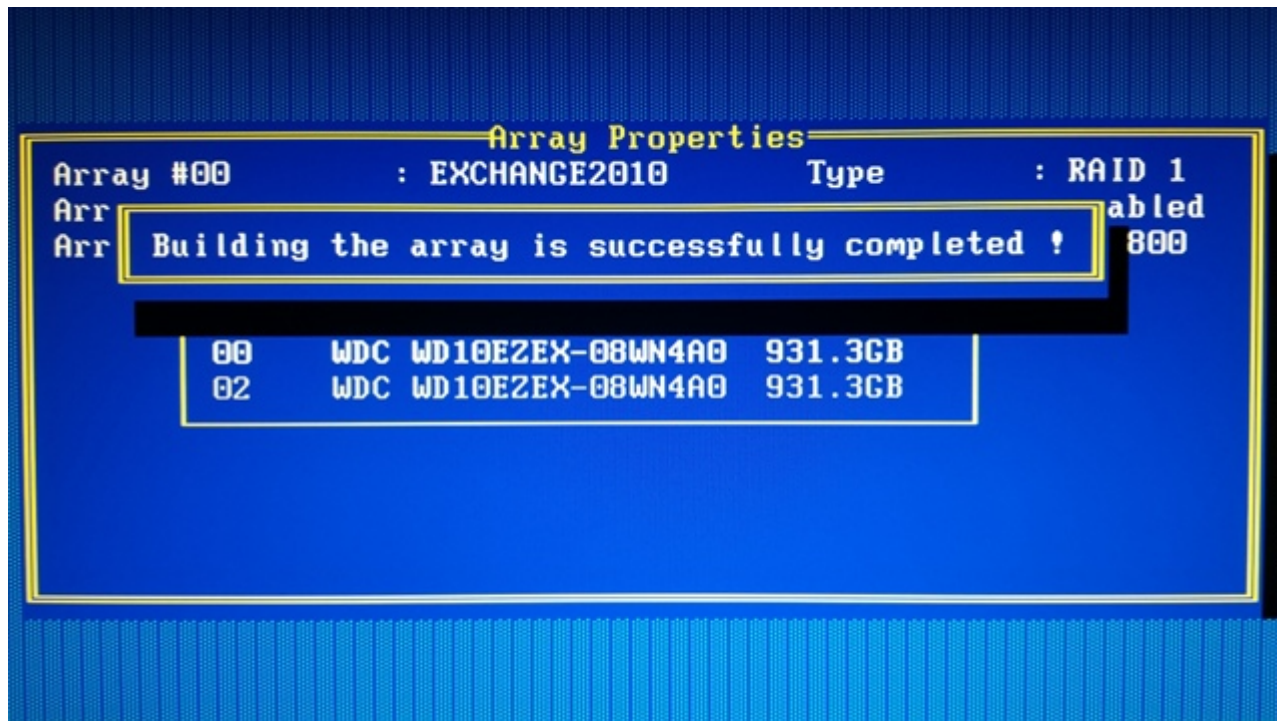 Array Properties
Array #00 : EXCHANGE2010 Type : RAID 1
Arr abled
Arr 800
Building the array is successfully completed !
00 WDC WD10EZEX-08WN4A0 931.3GB
02 WDC WD10EZEX-08WN4A0 931.3GB